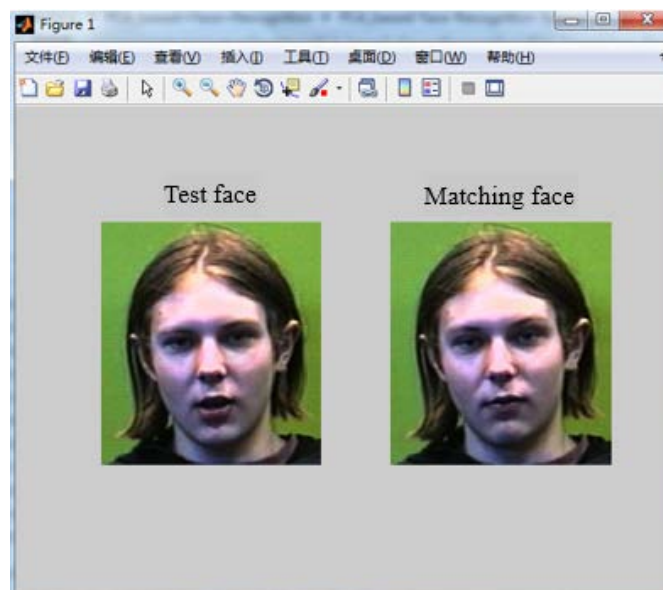 Figure 1
文件(F) 编辑(E) 查看(V) 插入(I) 工具(T) 桌面(D) 窗口(W) 帮助(H)
Test face Matching face